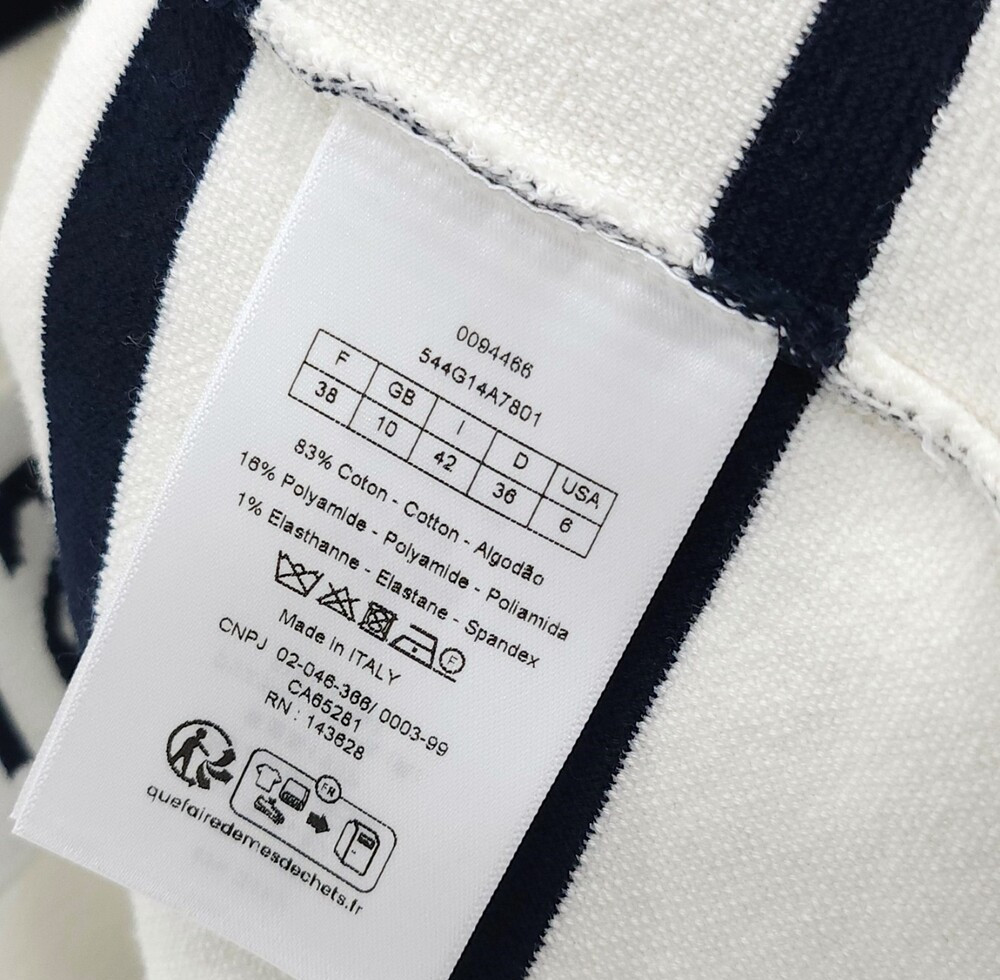 0094466
544G14A7801
F GB I D USA
38 10 42 36 6
83% Coton - Cotton - Algodão
16% Polyamide - Polyamide - Poliamida
1% Elasthanne - Elastane - Spandex
F
Made in ITALY
CNPJ 02-046-366/ 0003-99
CA65281
RN : 143628
FR
quefairedemesdechets.fr